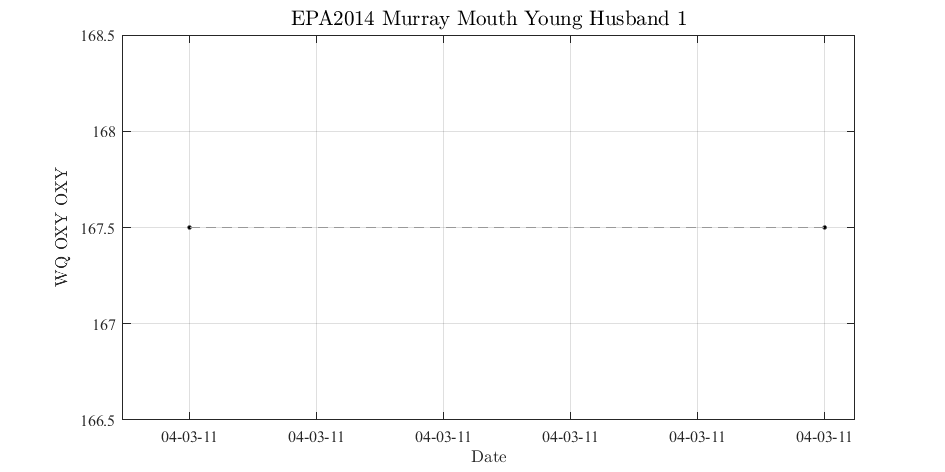 EPA2014 Murray Mouth Young Husband 1
168.5
168
167.5
167
166.5
WQ OXY OXY
04-03-11 04-03-11 04-03-11 04-03-11 04-03-11 04-03-11
Date